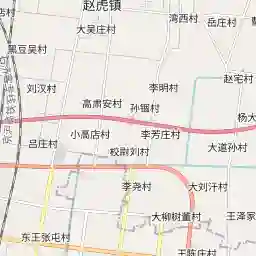 赵虎镇
湾西村
岳庄村
大吴庄村
黑豆吴村
赵宅村
刘汉村
李明村
高肃安村
孙锢村
杨大
小高店村
李芳庄村
吕庄村
校尉刘村
大道孙村
李尧村
大刘汗村
大柳树董村
王泽家
东王张屯村
王陈庄村